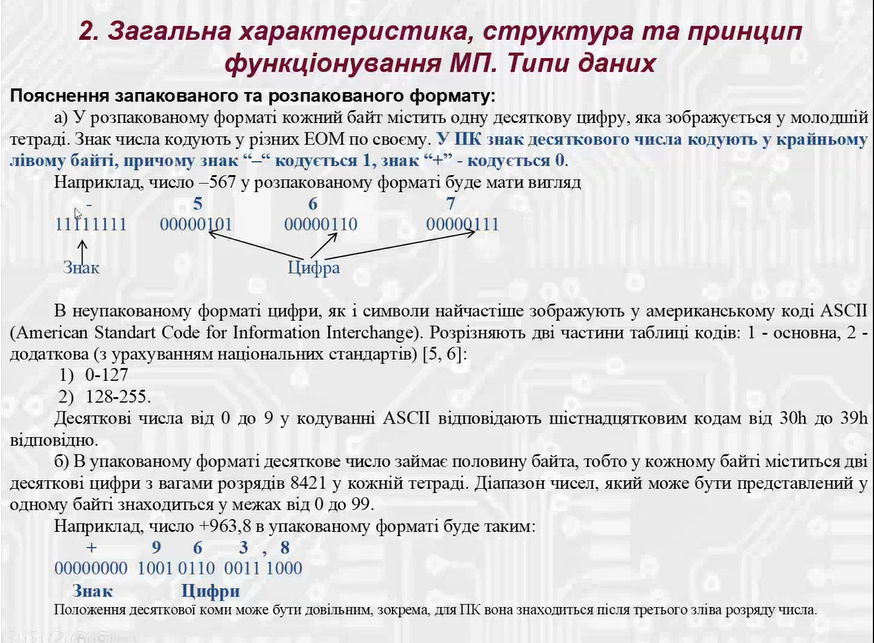 2. Загальна характеристика, структура та принцип
функціонування МП. Типи даних
Пояснення запакованого та розпакованого формату:
а) У розпакованому форматі кожний байт містить одну десяткову цифру, яка зображується у молодшій
тетраді. Знак числа кодують у різних ЕОМ по своєму. У ПК знак десяткового числа кодують у крайньому
лівому байті, причому знак “–“ кодується 1, знак “+” - кодується 0.
Наприклад, число –567 у розпакованому форматі буде мати вигляд
- 5 6 7
11111111 00000101 00000110 00000111
Знак Цифра
В неупакованому форматі цифри, як і символи найчастіше зображують у американському коді ASCII
(American Standart Code for Information Interchange). Розрізняють дві частини таблиці кодів: 1 - основна, 2 -
додаткова (з урахуванням національних стандартів) [5, 6]:
1) 0-127
2) 128-255.
Десяткові числа від 0 до 9 у кодуванні ASCII відповідають шістнадцятковим кодам від 30h до 39h
відповідно.
б) В упакованому форматі десяткове число займає половину байта, тобто у кожному байті міститься дві
десяткові цифри з вагами розрядів 8421 у кожній тетраді. Діапазон чисел, який може бути представлений у
одному байті знаходиться у межах від 0 до 99.
Наприклад, число +963,8 в упакованому форматі буде таким:
+ 9 6 3 , 8
00000000 1001 0110 0011 1000
Знак Цифри
Положення десяткової коми може бути довільним, зокрема, для ПК вона знаходиться після третього зліва розряду числа.